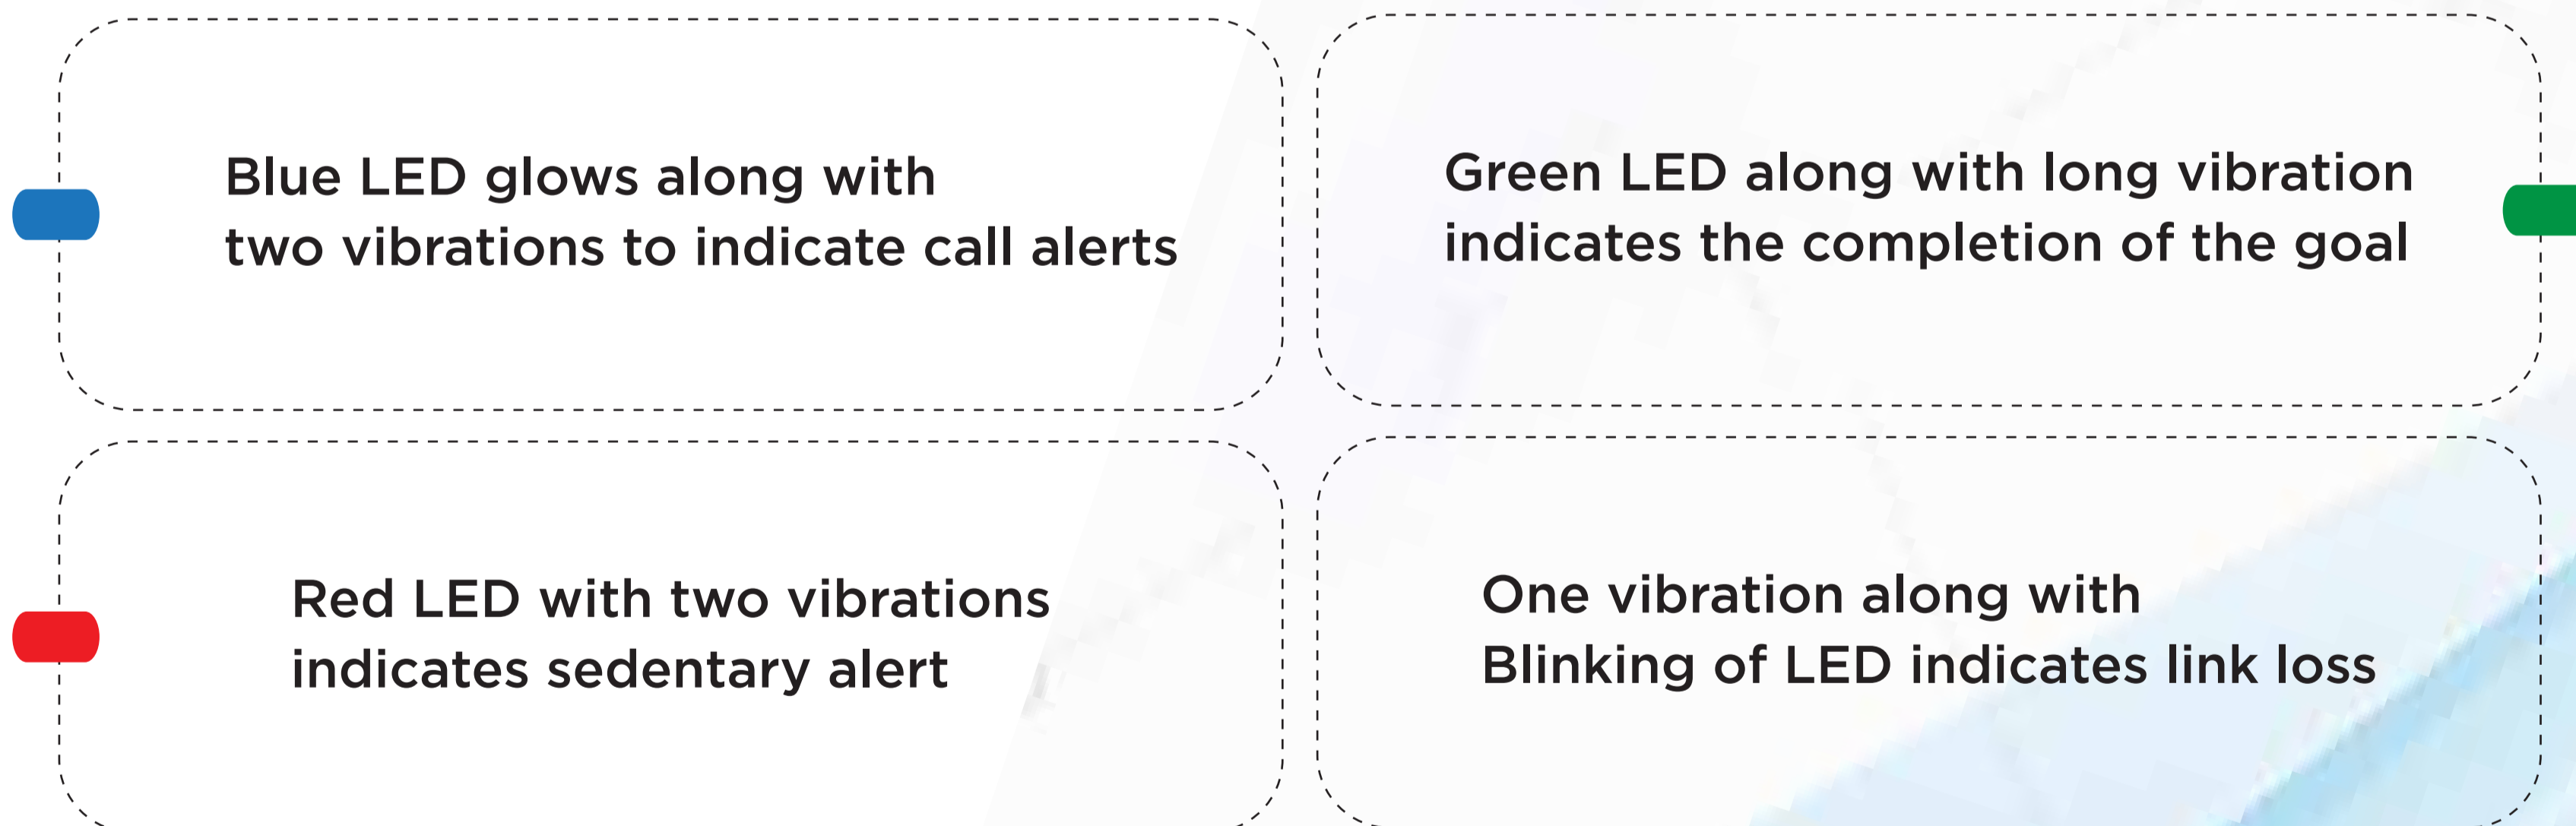 Blue LED glows along with
two vibrations to indicate call alerts
Green LED along with long vibration
indicates the completion of the goal
Red LED with two vibrations
indicates sedentary alert
One vibration along with
Blinking of LED indicates link loss